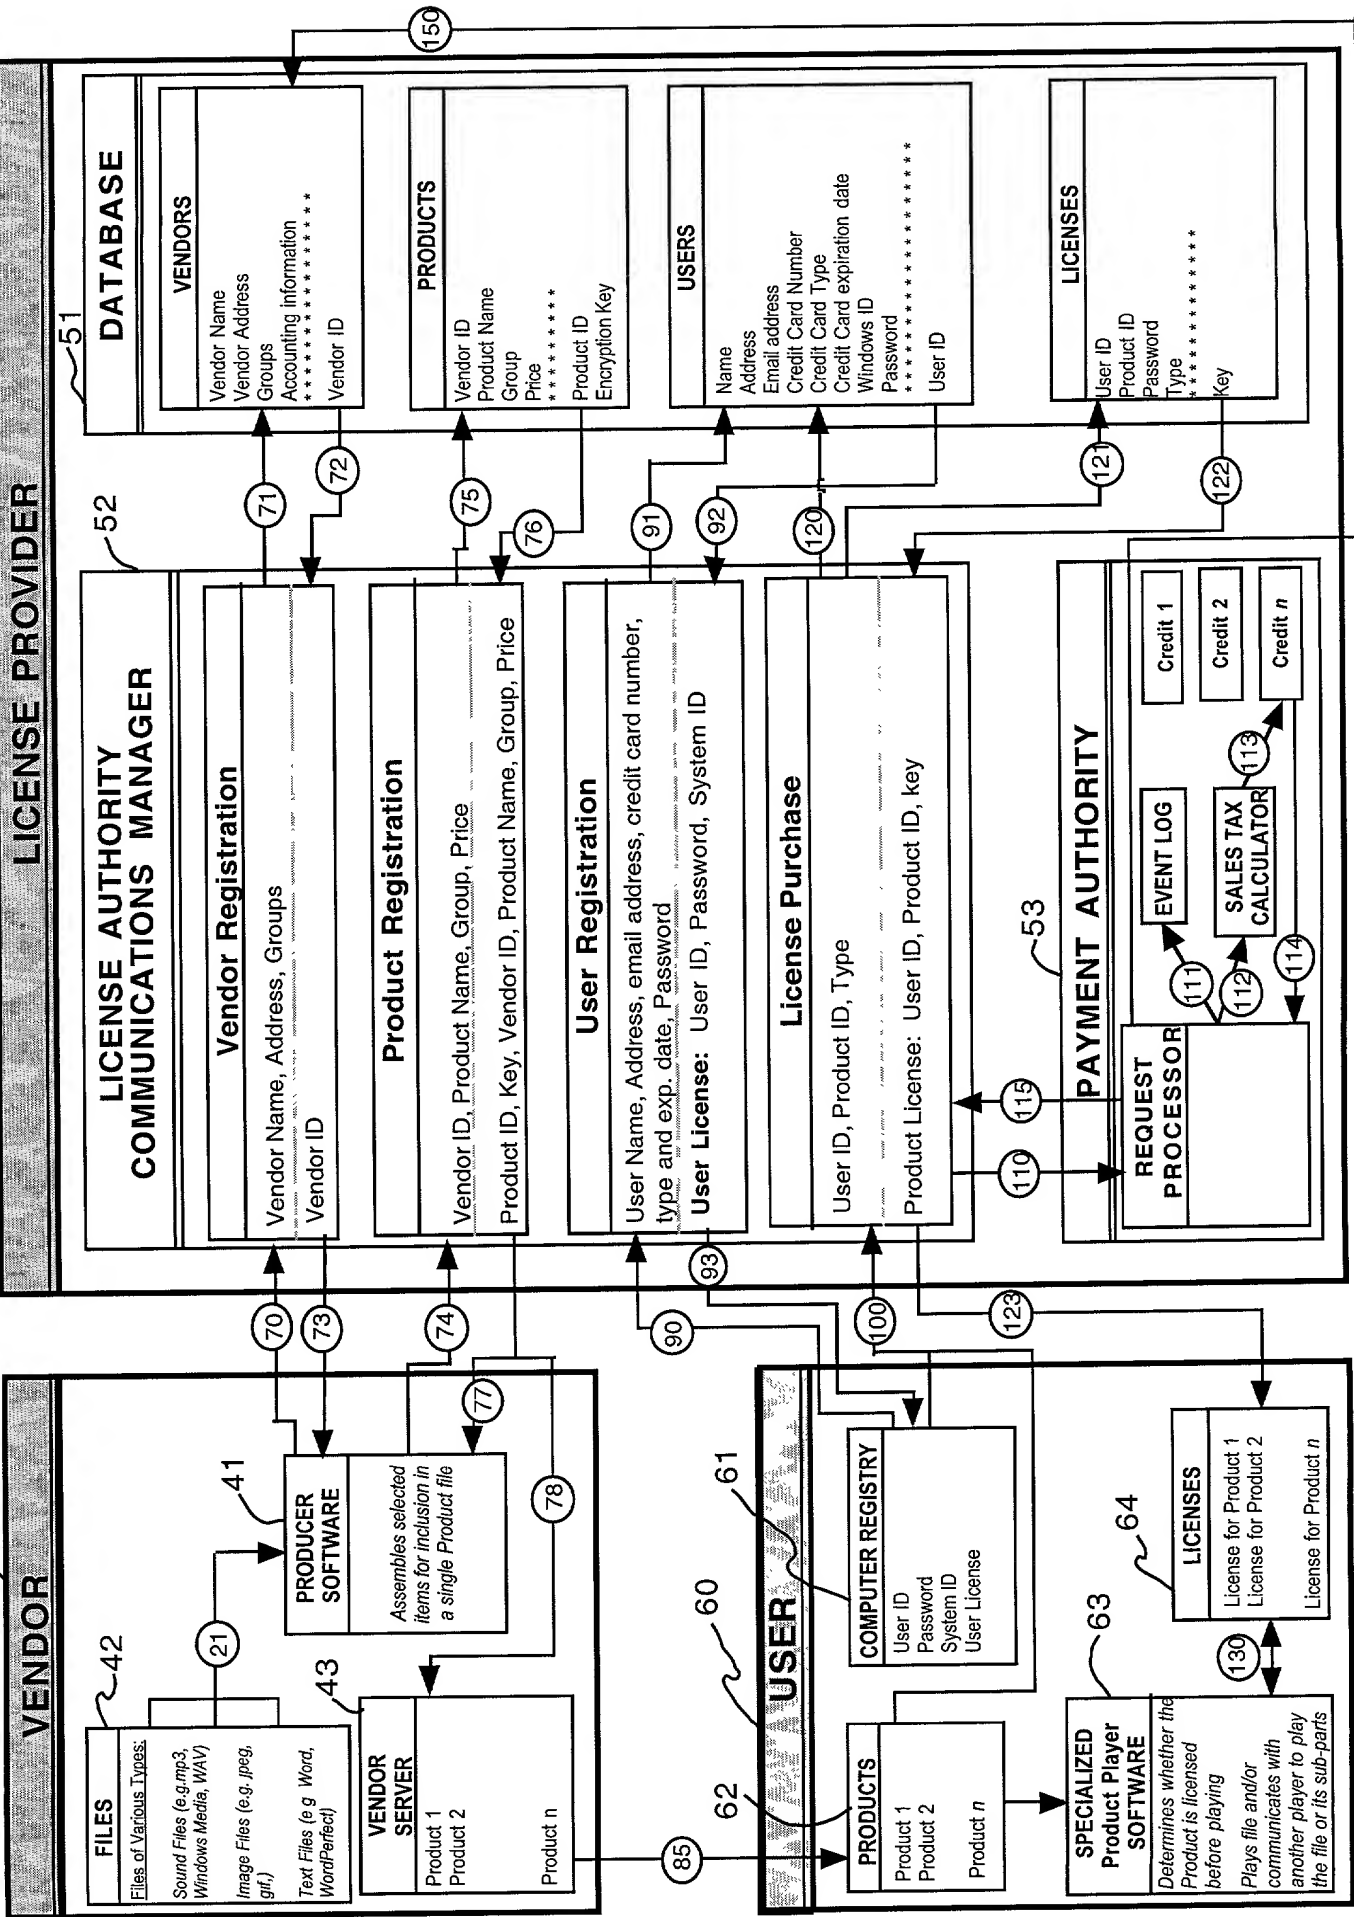 VENDOR
FILES
42
Files of Various Types:
Sound Files (e.g.mp3,
Windows Media, WAV)
Image Files (e.g. jpeg,
gif,)
Text Files (e g Word,
WordPerfect)
21
41
PRODUCER
SOFTWARE
Assembles selected
items for inclusion in
a single Product file
43
VENDOR
SERVER
Product 1
Product 2
Product n
70
73
74
77
78
85
USER
60
61
62
PRODUCTS
Product 1
Product 2
Product n
COMPUTER REGISTRY
User ID
Password
System ID
User License
63
SPECIALIZED
Product Player
SOFTWARE
Determines whether the
Product is licensed
before playing
Plays file and/or
communicates with
another player to play
the file or its sub-parts
130
64
LICENSES
License for Product 1
License for Product 2
License for Product n
90
93
100
123
LICENSE PROVIDER
52
LICENSE AUTHORITY
COMMUNICATIONS MANAGER
Vendor Registration
Vendor Name, Address, Groups
Vendor ID
Product Registration
Vendor ID, Product Name, Group, Price
Product ID, Key, Vendor ID, Product Name, Group, Price
User Registration
User Name, Address, email address, credit card number,
type and exp. date, Password
User License: User ID, Password, System ID
License Purchase
User ID, Product ID, Type
Product License: User ID, Product ID, key
110
115
53
PAYMENT AUTHORITY
REQUEST
PROCESSOR
111
112
EVENT LOG
SALES TAX
CALCULATOR
113
114
Credit 1
Credit 2
Credit n
71
72
75
76
91
92
120
121
122
51
DATABASE
VENDORS
Vendor Name
Vendor Address
Groups
Accounting information
* * * * * * * * * * * * * * * * * *
Vendor ID
PRODUCTS
Vendor ID
Product Name
Group
Price
* * * * * * * * *
Product ID
Encryption Key
USERS
Name
Address
Email address
Credit Card Number
Credit Card Type
Credit Card expiration date
Windows ID
Password
* * * * * * * * * * * * * * * * * * * * *
User ID
LICENSES
User ID
Product ID
Password
Type
* * * * * * * * * * * * *
Key
150